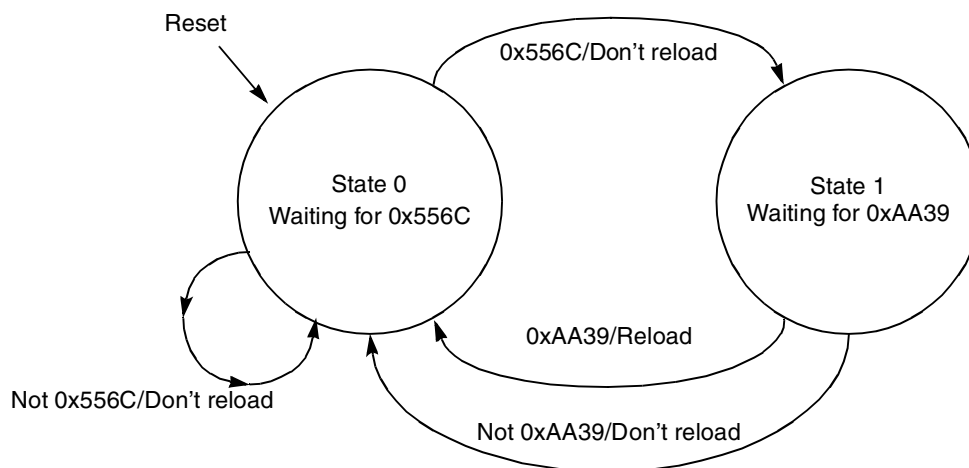 Reset
0x556C/Don't reload
State 0
Waiting for 0x556C
State 1
Waiting for 0xAA39
0xAA39/Reload
Not 0x556C/Don't reload
Not 0xAA39/Don't reload